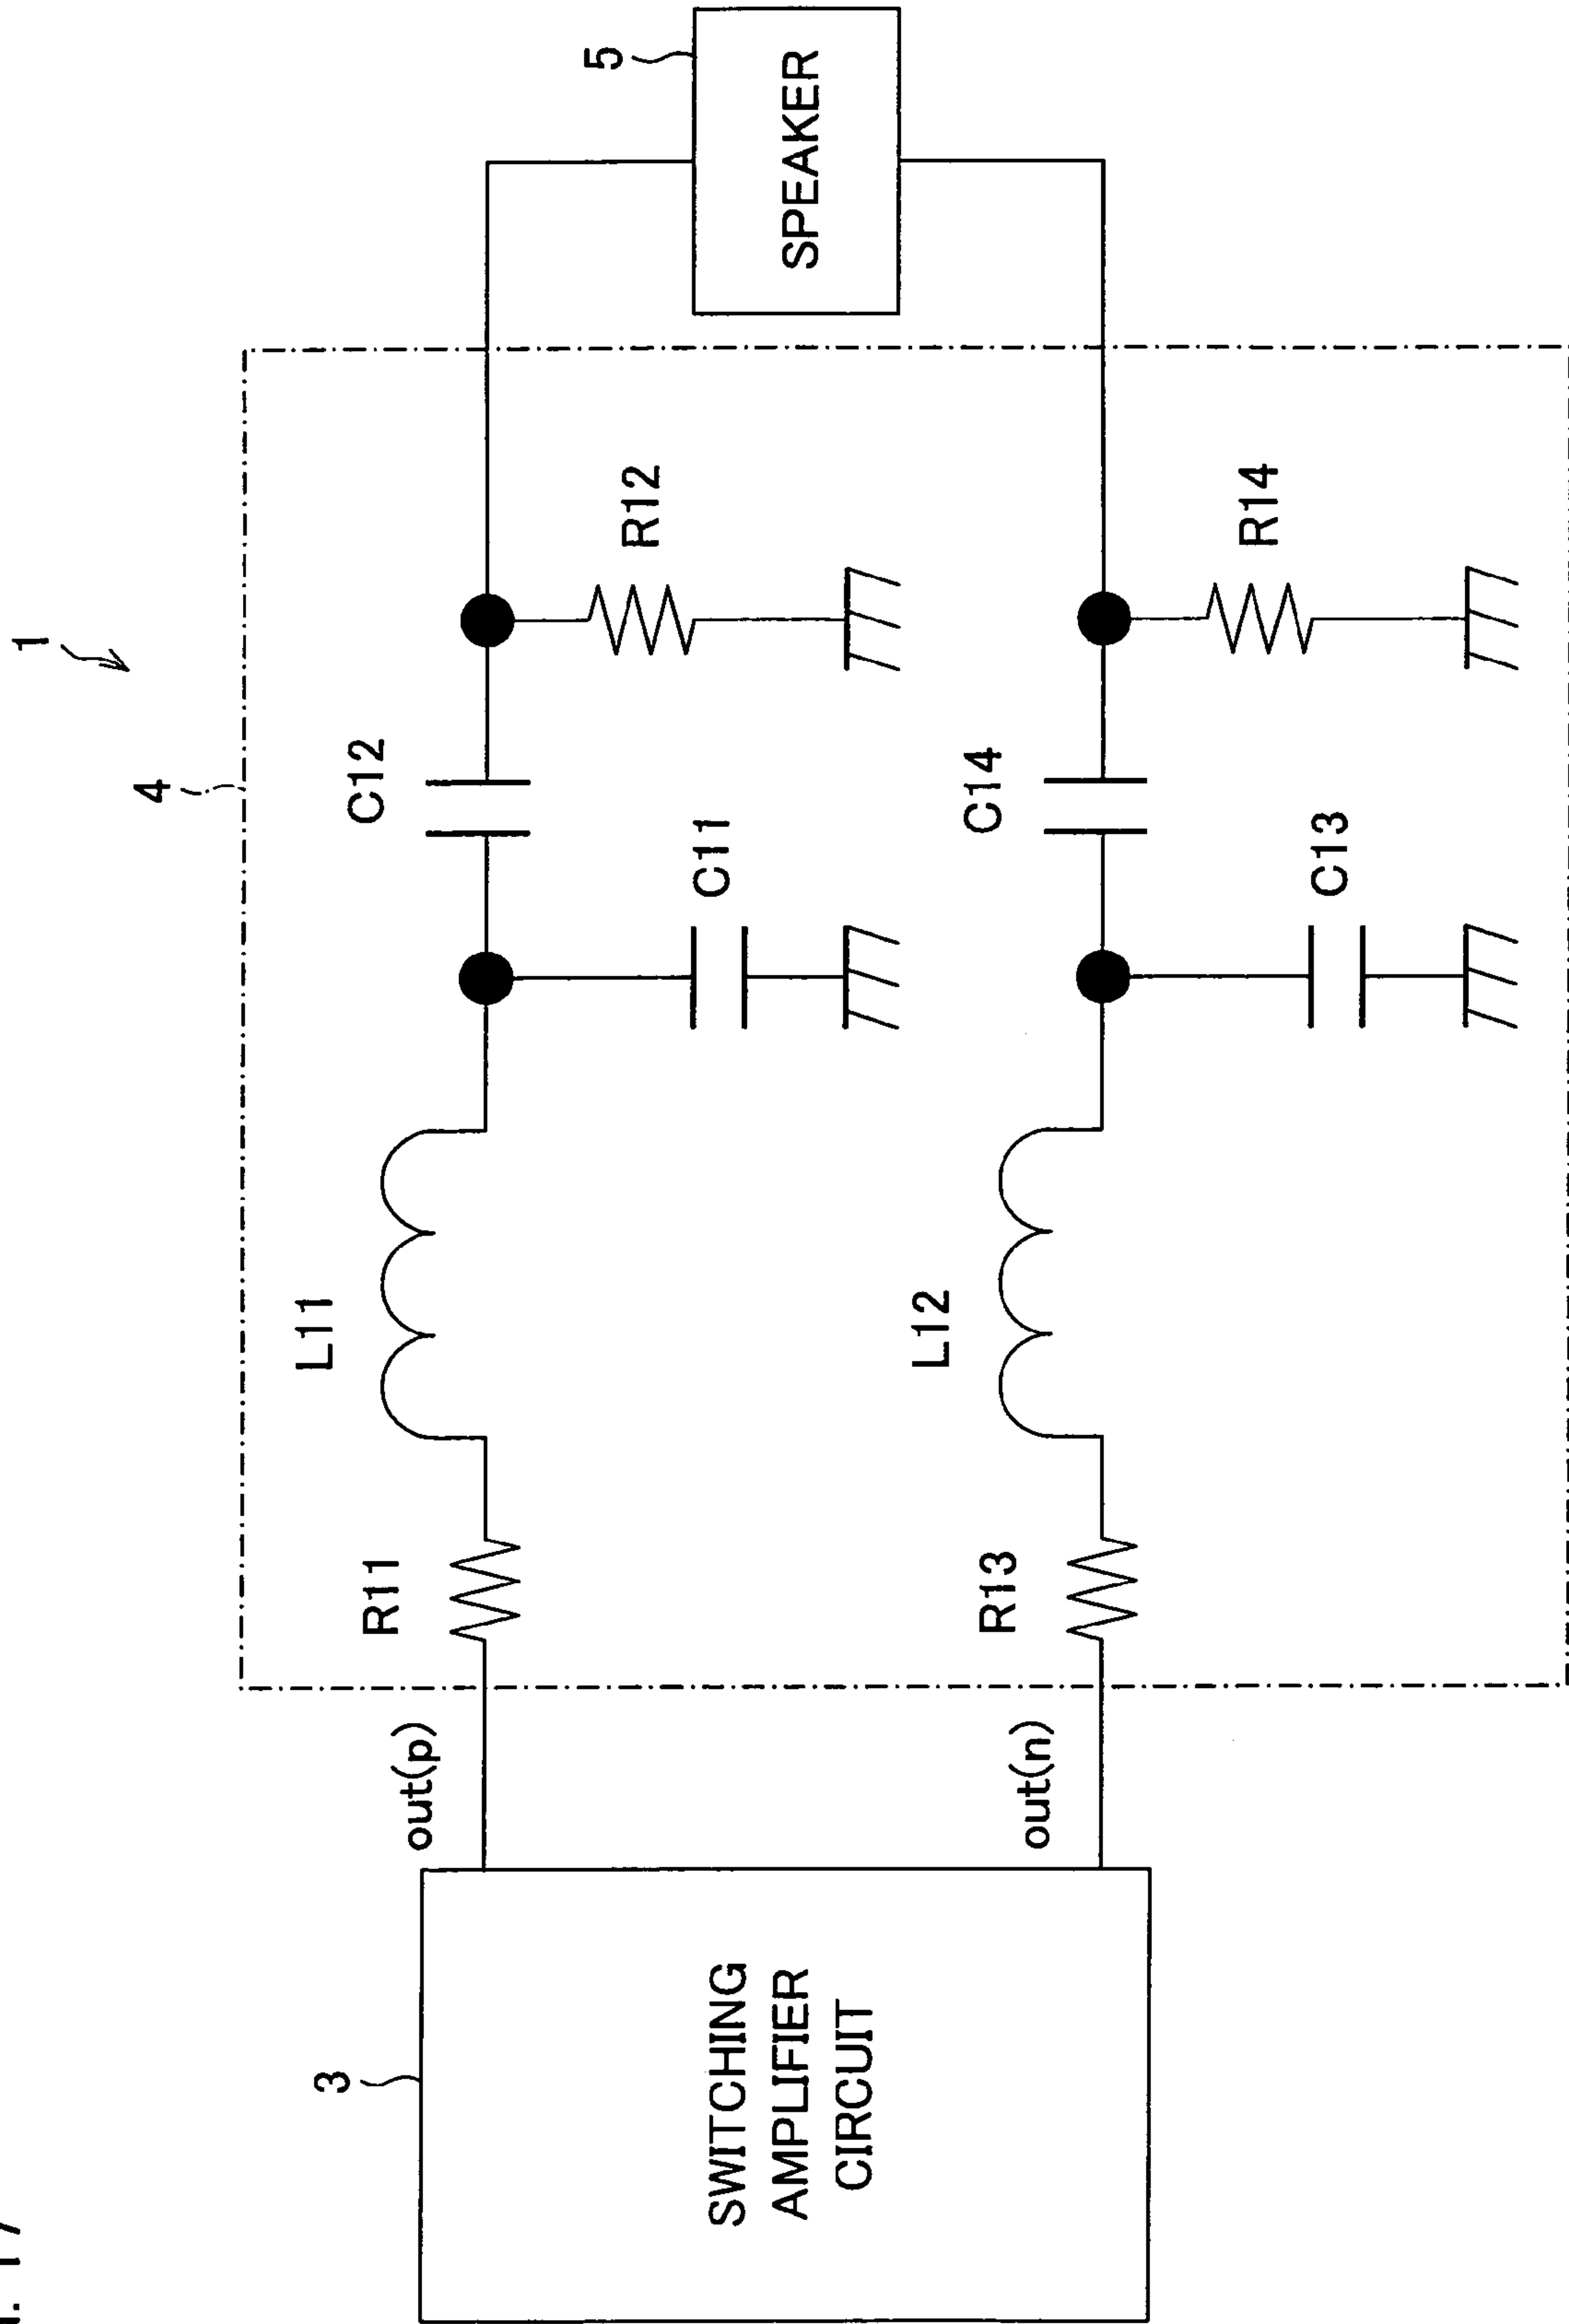 17
1
4
3
SWITCHING
AMPLIFIER
CIRCUIT
out(p)
out(n)
R11
L11
C12
C11
R12
R13
L12
C14
C13
R14
5
SPEAKER